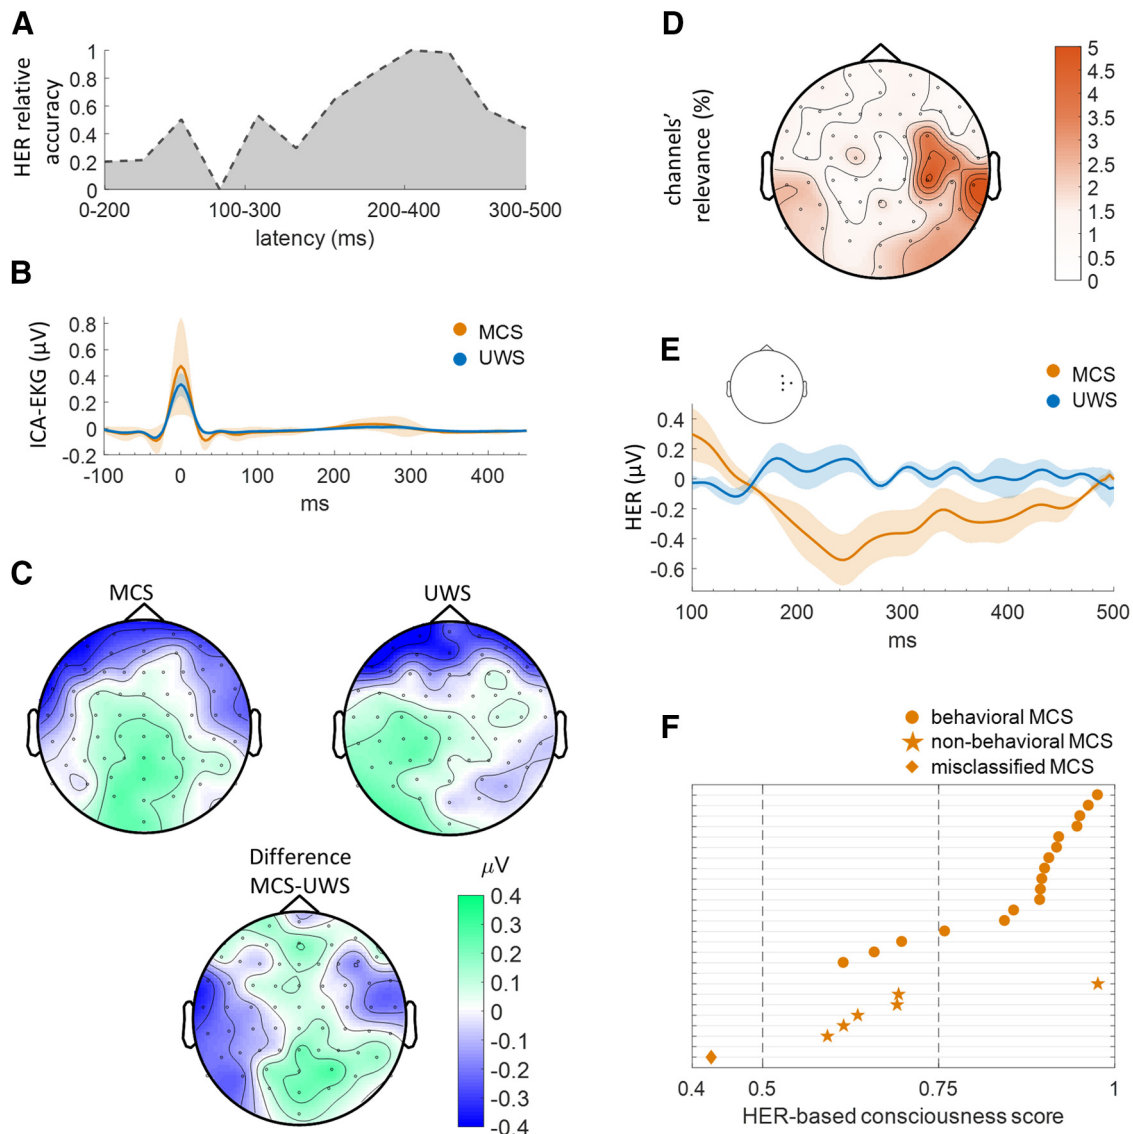 A
HER relative
accuracy
1
0.8
0.6
0.4
0.2
0
0-200
100-300
200-400
300-500
latency (ms)
B
ICA-EKG (μV)
0.8
0.6
0.4
0.2
0
-0.2
-100
0
100
200
300
400
ms
MCS
UWS
C
MCS
UWS
Difference
MCS-UWS
μV
0.4
0.3
0.2
0.1
0
-0.1
-0.2
-0.3
-0.4
D
channels'
relevance (%)
5
4.5
4
3.5
3
2.5
2
1.5
1
0.5
0
E
MCS
UWS
HER (μV)
0.4
0.2
0
-0.2
-0.4
-0.6
100
200
300
400
500
ms
F
behavioral MCS
non-behavioral MCS
misclassified MCS
0.4
0.5
0.75
1
HER-based consciousness score